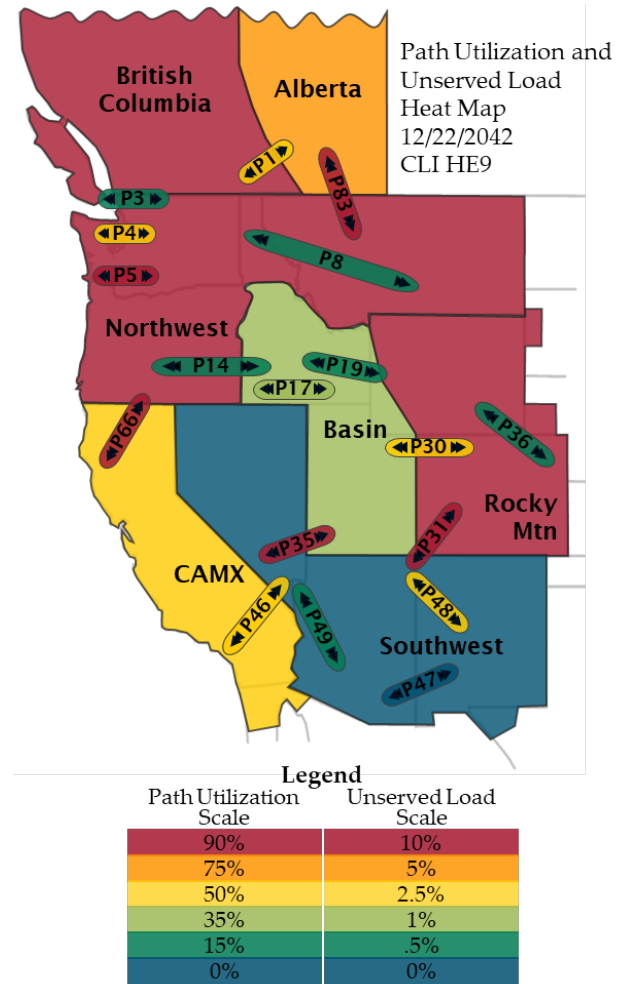 Path Utilization and
Unserved Load
Heat Map
12/22/2042
CLI HE9
British
Columbia
Alberta
P1
P83
P3
P4
P5
P8
Northwest
P14
P19
P17
P66
Basin
P30
P36
Rocky
Mtn
P31
P35
CAMX
P46
P49
P48
Southwest
P47
Legend
Path Utilization Scale Unserved Load Scale
90% 10%
75% 5%
50% 2.5%
35% 1%
15% .5%
0% 0%